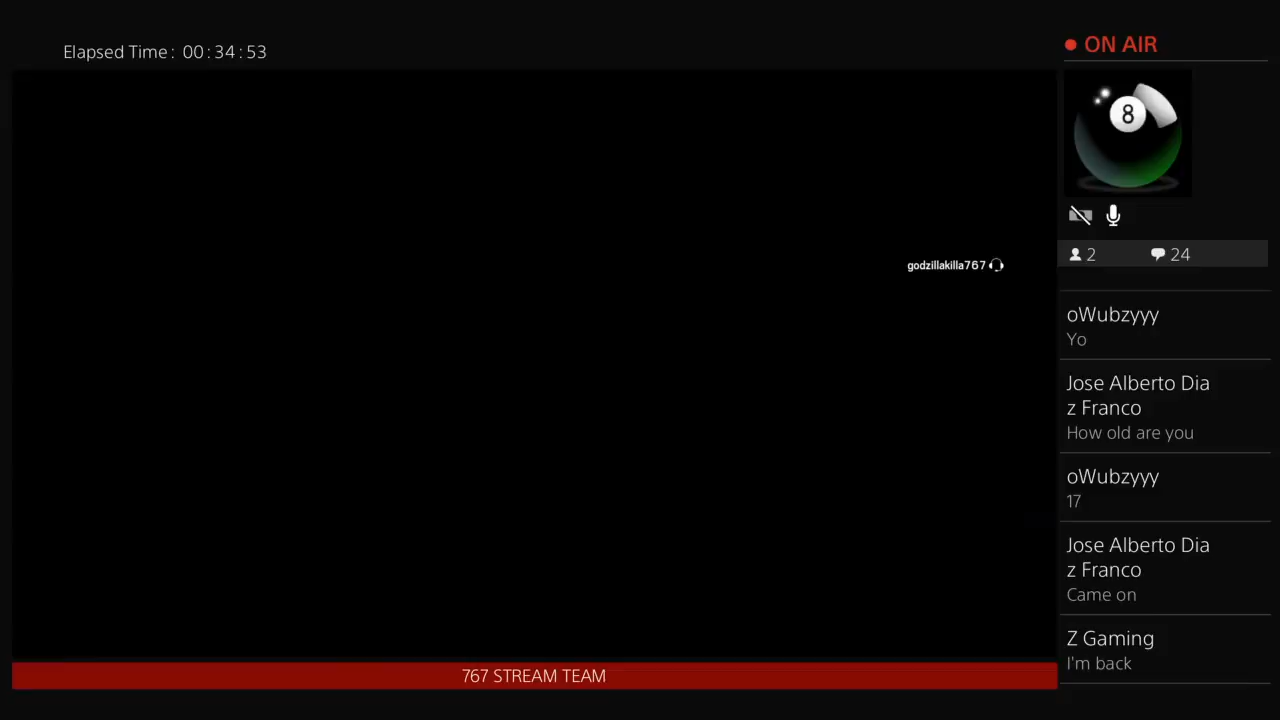 Elapsed Time: 00:34:53
ON AIR
8
2 24
godzillakilla767
oWubzyyy
Yo
Jose Alberto Dia
z Franco
How old are you
oWubzyyy
17
Jose Alberto Dia
z Franco
Came on
Z Gaming
I'm back
767 STREAM TEAM